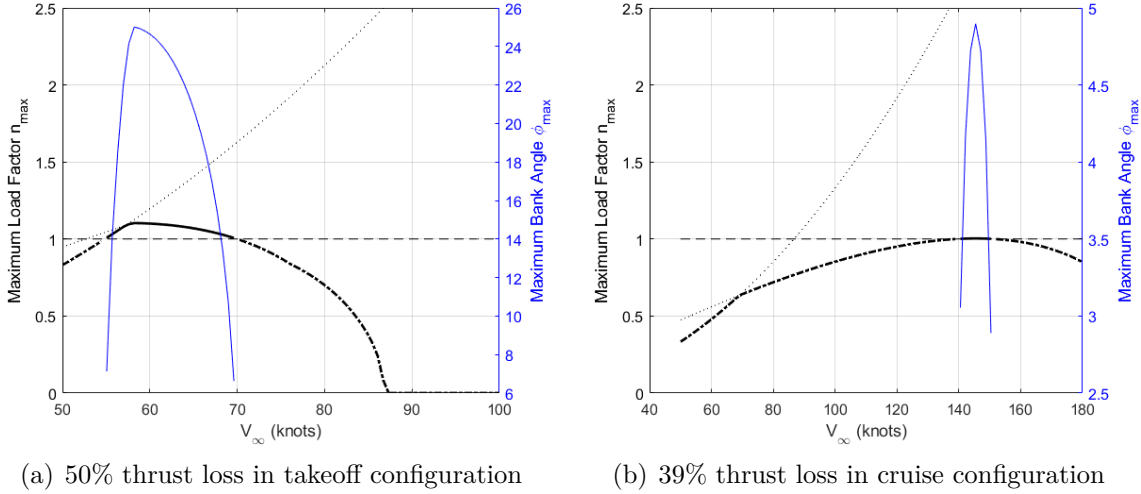 2.5
2
1.5
1
0.5
0
Maximum Load Factor n_max
26
24
22
20
18
16
14
12
10
8
6
Maximum Bank Angle ϕ_max
50 60 70 80 90 100
V_∞ (knots)
(a) 50% thrust loss in takeoff configuration
2.5
2
1.5
1
0.5
0
Maximum Load Factor n_max
5
4.5
4
3.5
3
2.5
Maximum Bank Angle ϕ_max
40 60 80 100 120 140 160 180
V_∞ (knots)
(b) 39% thrust loss in cruise configuration